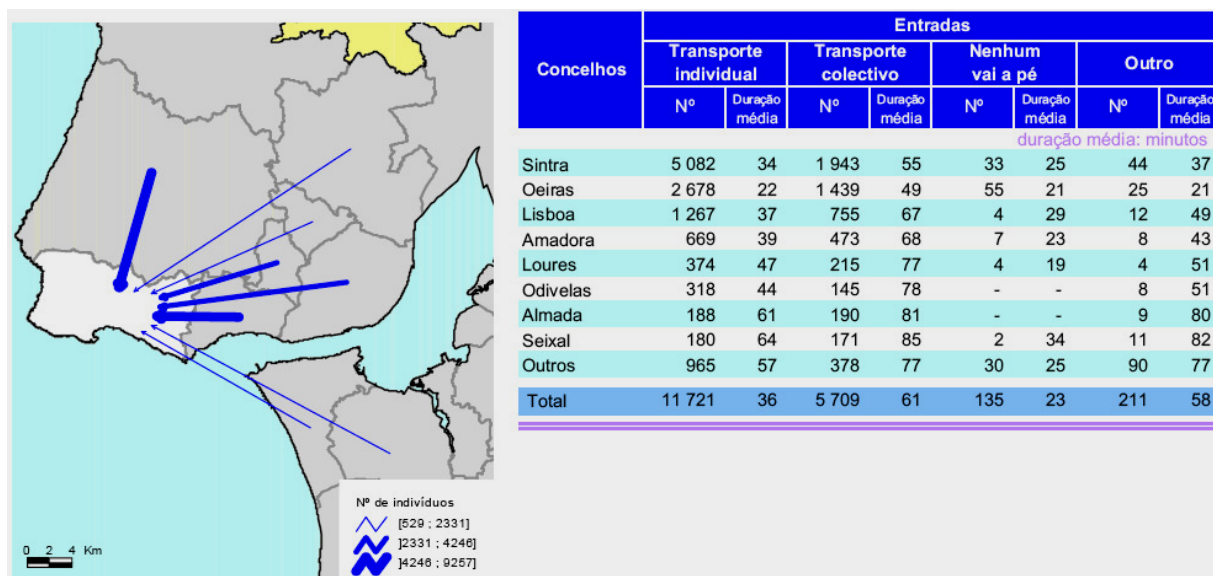 Entradas
Concelhos
Transporte individual
Transporte colectivo
Nenhum vai a pé
Outro
Nº Duração média Nº Duração média Nº Duração média Nº Duração média
duração média: minutos
Sintra 5 082 34 1 943 55 33 25 44 37
Oeiras 2 678 22 1 439 49 55 21 25 21
Lisboa 1 267 37 755 67 4 29 12 49
Amadora 669 39 473 68 7 23 8 43
Loures 374 47 215 77 4 19 4 51
Odivelas 318 44 145 78 - - 8 51
Almada 188 61 190 81 - - 9 80
Seixal 180 64 171 85 2 34 11 82
Outros 965 57 378 77 30 25 90 77
Total 11 721 36 5 709 61 135 23 211 58
Nº de indivíduos
[529 ; 2331]
]2331 ; 4246]
]4246 ; 9257]
0 2 4 Km